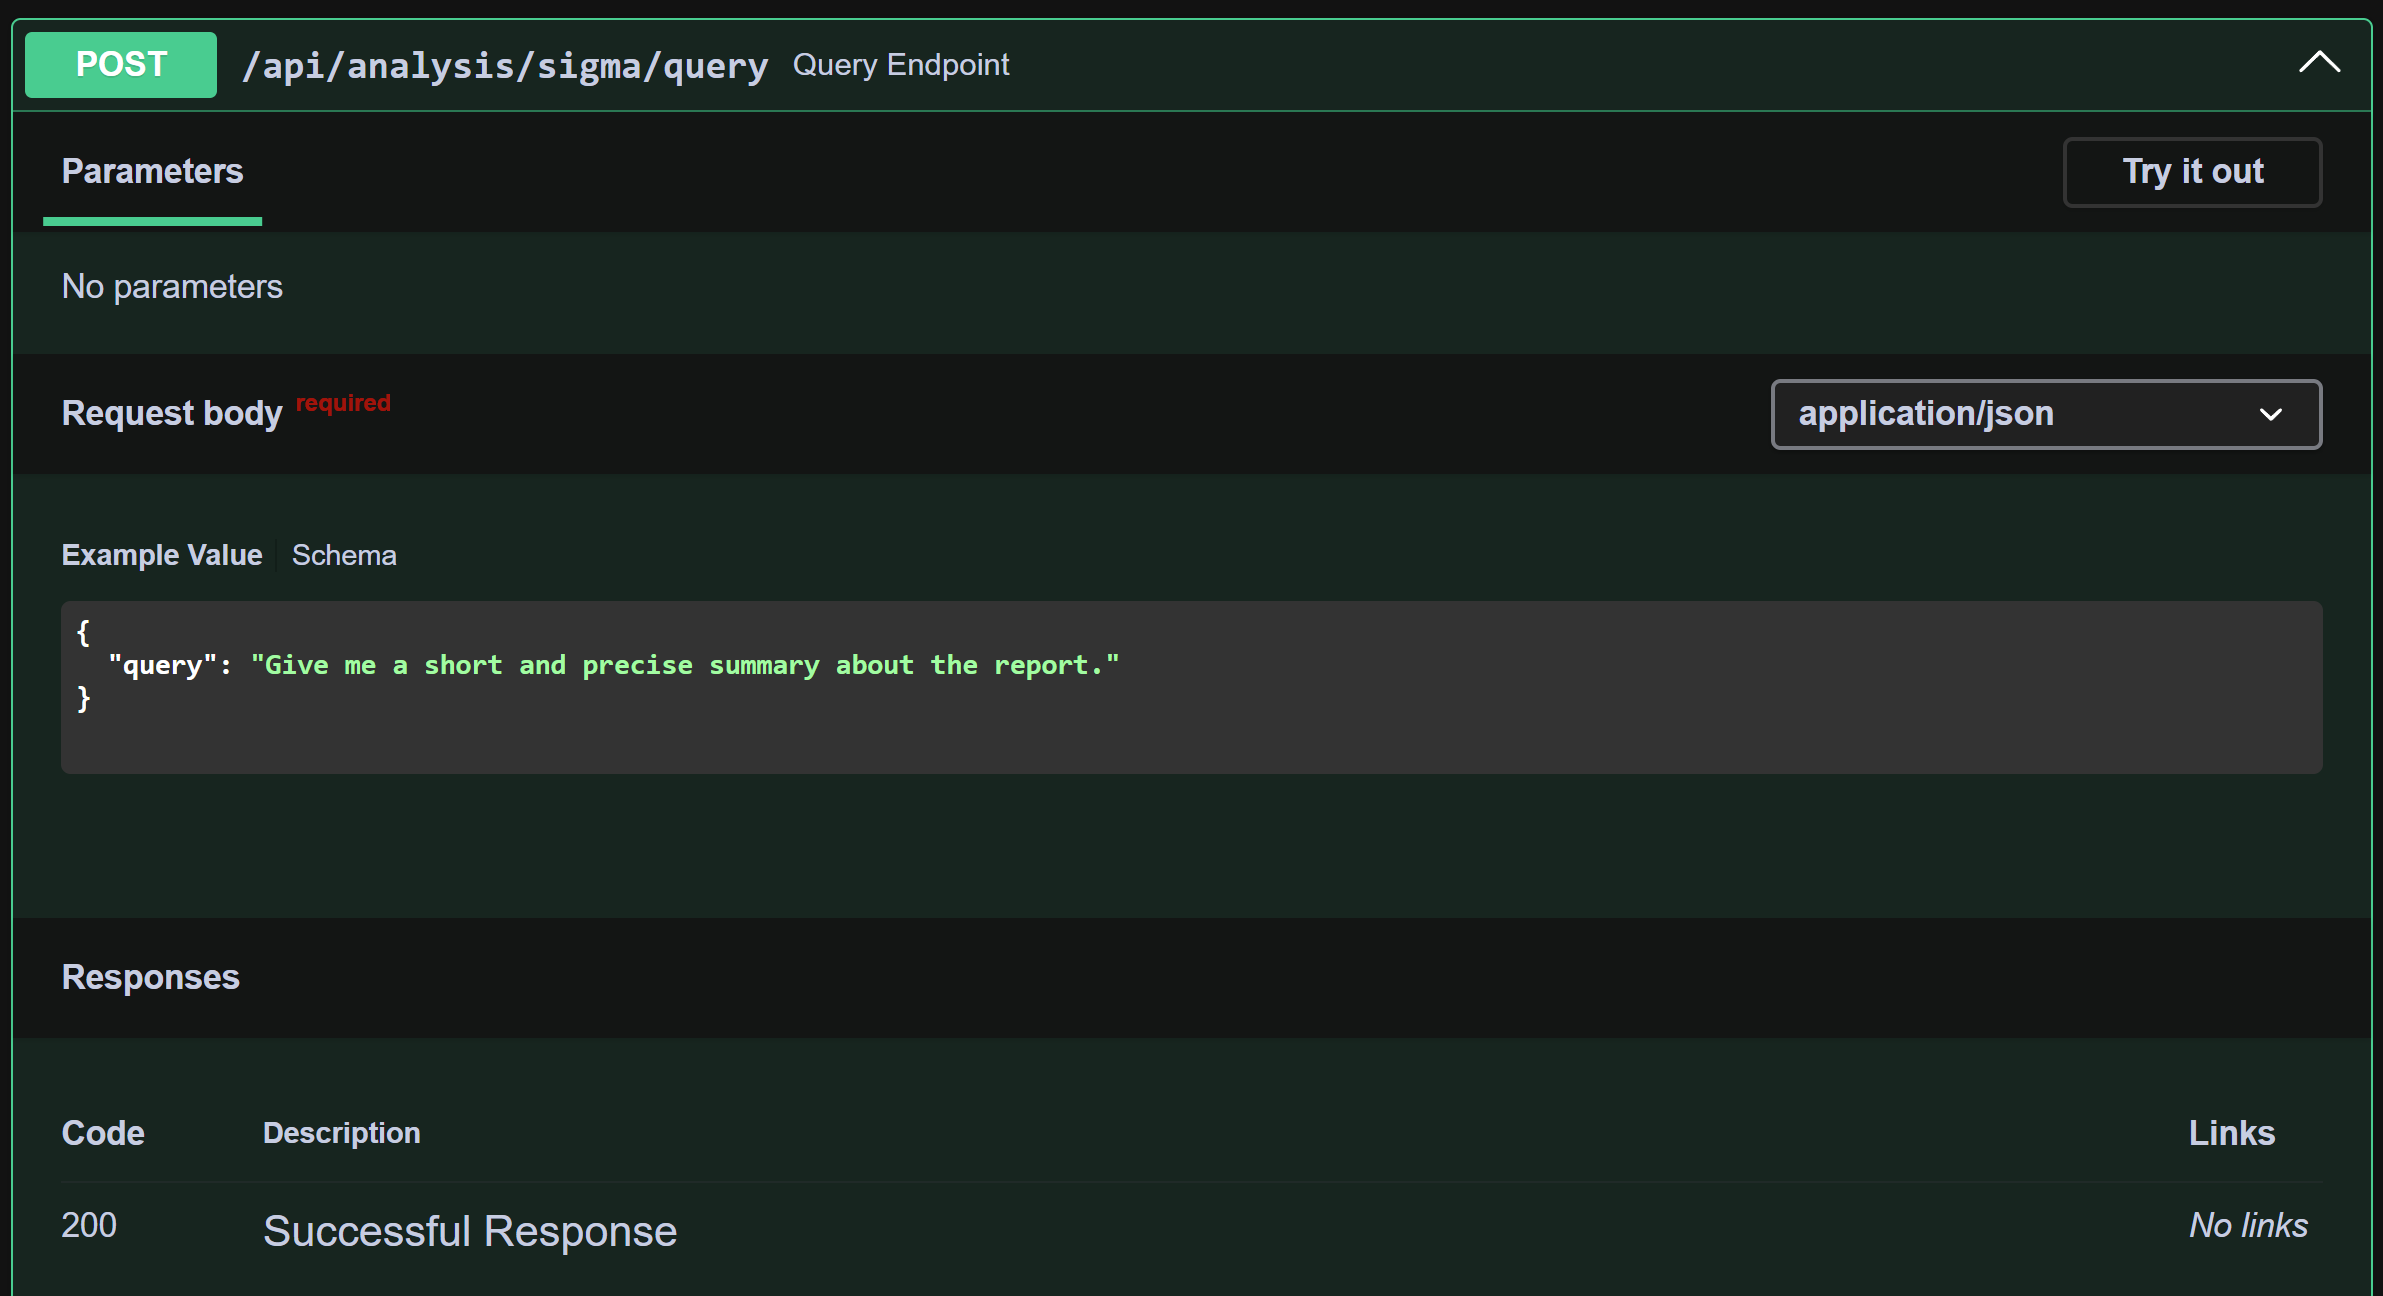 POST /api/analysis/sigma/query Query Endpoint
Parameters
Try it out
No parameters
Request body required
application/json
Example Value Schema
{
  "query": "Give me a short and precise summary about the report."
}
Responses
Code Description Links
200 Successful Response No links